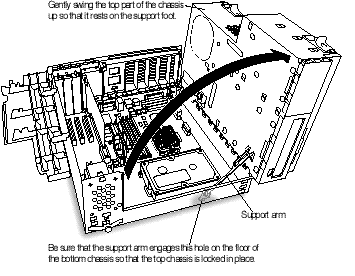 Gently swing the top part of the chassis
up so that it rests on the support foot.
Support arm
Be sure that the support arm engages this hole on the floor of
the bottom chassis so that the top chassis is locked in place.